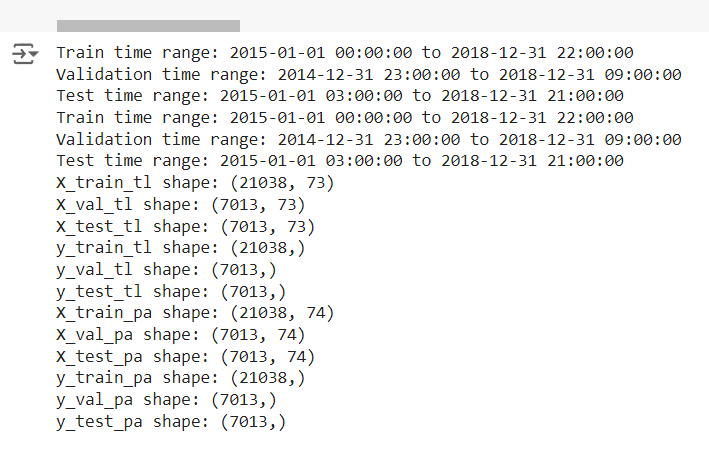 Train time range: 2015-01-01 00:00:00 to 2018-12-31 22:00:00
Validation time range: 2014-12-31 23:00:00 to 2018-12-31 09:00:00
Test time range: 2015-01-01 03:00:00 to 2018-12-31 21:00:00
Train time range: 2015-01-01 00:00:00 to 2018-12-31 22:00:00
Validation time range: 2014-12-31 23:00:00 to 2018-12-31 09:00:00
Test time range: 2015-01-01 03:00:00 to 2018-12-31 21:00:00
X_train_tl shape: (21038, 73)
X_val_tl shape: (7013, 73)
X_test_tl shape: (7013, 73)
y_train_tl shape: (21038,)
y_val_tl shape: (7013,)
y_test_tl shape: (7013,)
X_train_pa shape: (21038, 74)
X_val_pa shape: (7013, 74)
X_test_pa shape: (7013, 74)
y_train_pa shape: (21038,)
y_val_pa shape: (7013,)
y_test_pa shape: (7013,)